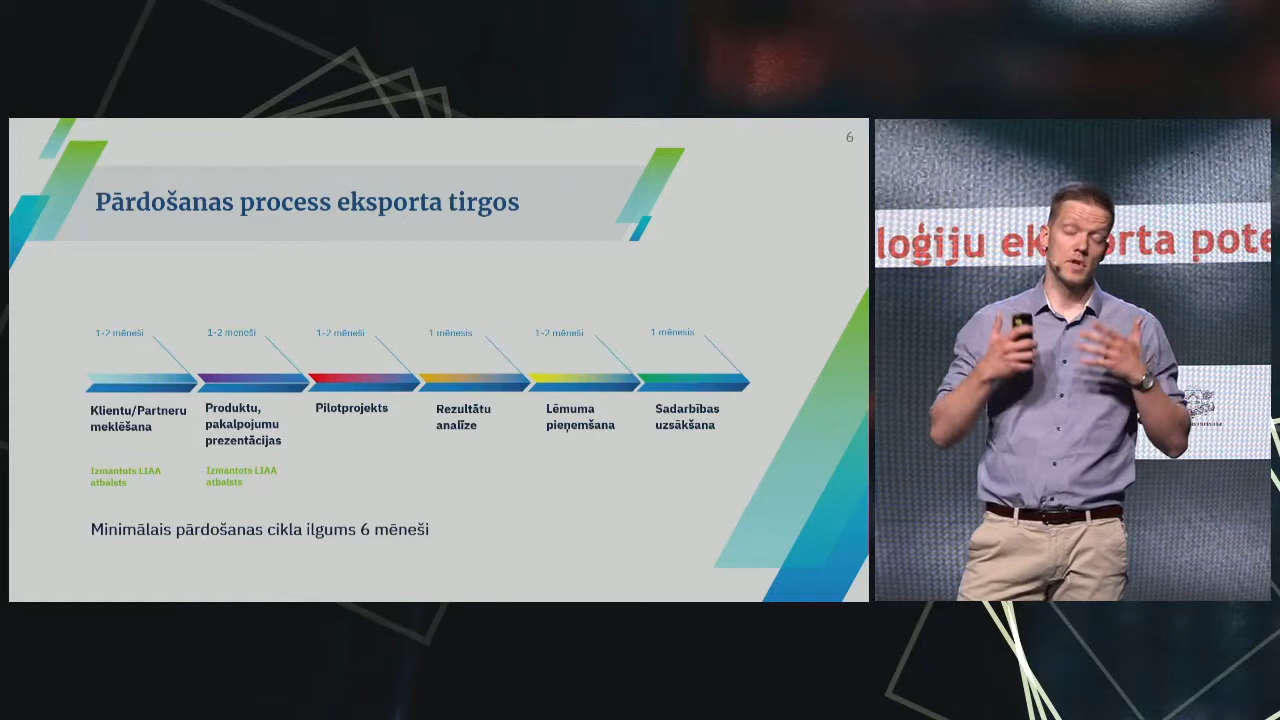 6
Pārdošanas process eksporta tirgos
1-2 mēneši
1-2 mēneši
1-2 mēneši
1 mēnesis
1-2 mēneši
1 mēnesis
Klientu/Partneru
meklēšana
Produktu,
pakalpojumu
prezentācijas
Pilotprojekts
Rezultātu
analīze
Lēmuma
pieņemšana
Sadarbības
uzsākšana
Izmantots LIAA
atbalsts
Izmantots LIAA
atbalsts
Minimālais pārdošanas cikla ilgums 6 mēneši
loģiju ek
orta pote